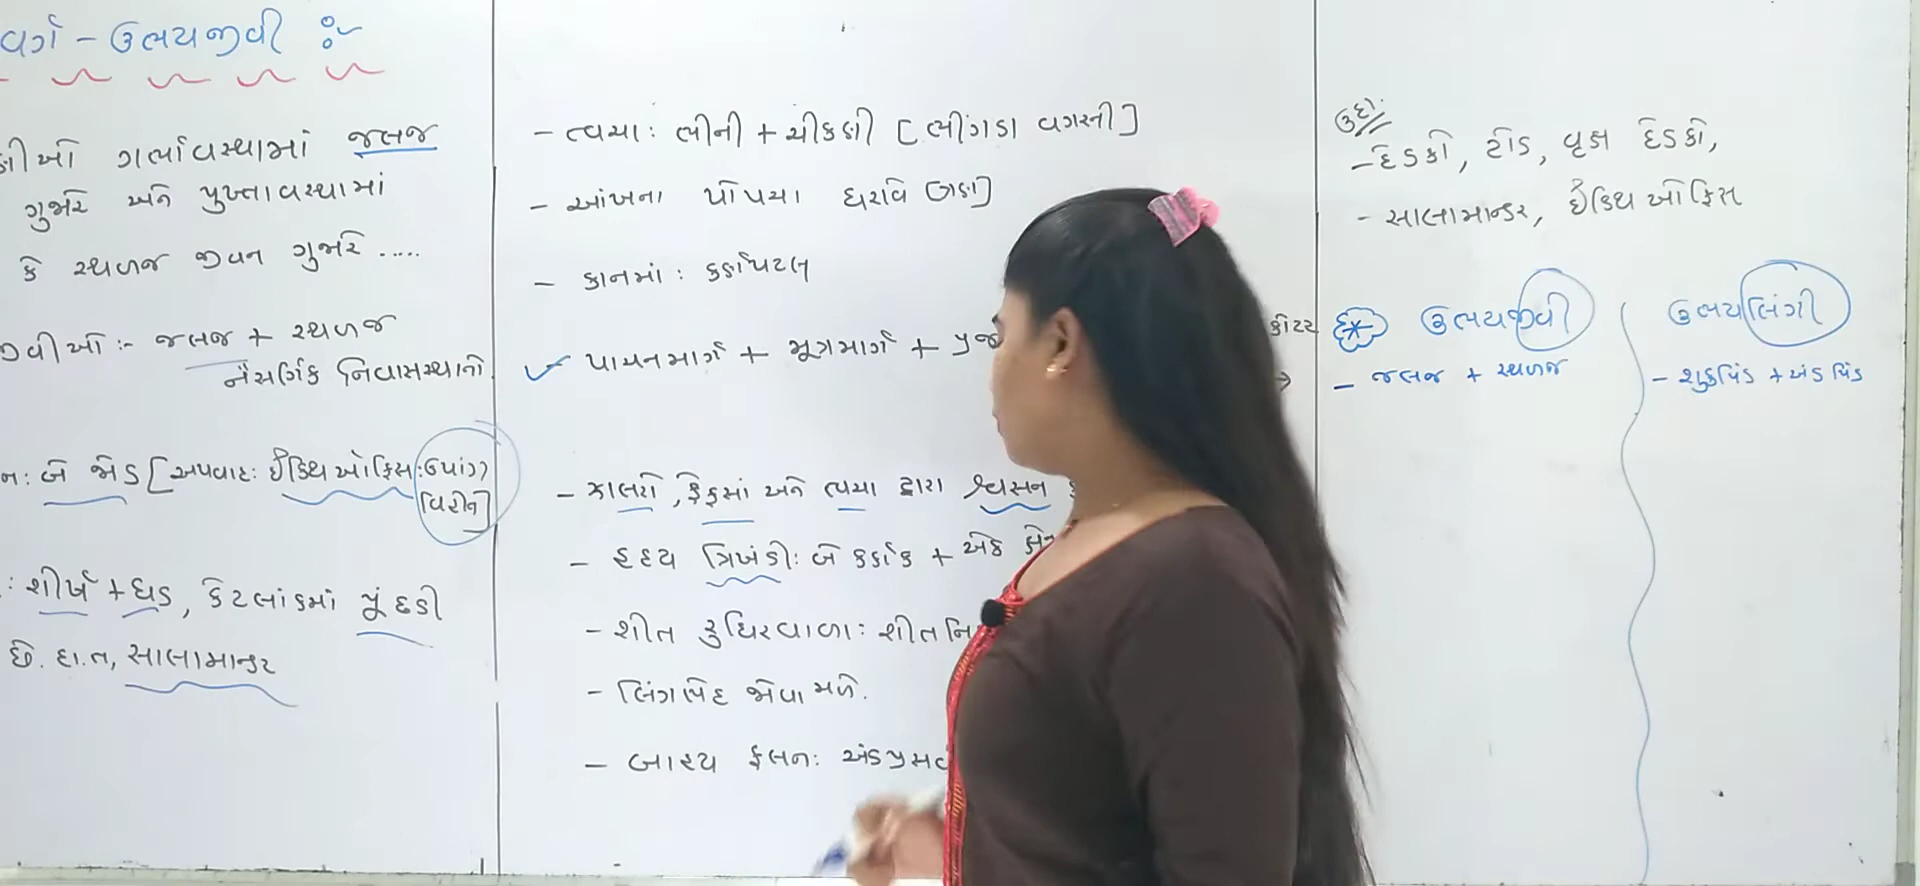 વર્ગ - ઉભયજીવી :
ગર્ભાવસ્થામાં જલજ
ગુજારે અને પુખ્તાવસ્થામાં
કે સ્થળજ જીવન ગુજારે .....
જલજ + સ્થળજ
નૈસર્ગિક નિવાસસ્થાનો
બે જોડ [અપવાદ: ઈક્થિઓફિસ: ઉપાંગ
વિહીન]
: શીર્ષ + ધડ, કેટલાંકમાં પૂંછડી
છે. દા.ત, સાલામાન્ડર
- ત્વચા: ભીની + ચીકણી [ભીંગડા વગરની]
- આંખના પોપચા ધરાવે
- કાનમાં : કર્ણપટલ
પાચનમાર્ગ + મૂત્રમાર્ગ +
- ઝાલરો, ફેફસાં અને ત્વચા દ્વારા શ્વસન
- હૃદય ત્રિખંડી: બે કર્ણક + એક
- શીત રુધિરવાળા:
- લિંગભેદ જોવા મળે.
- બાહ્ય ફલન:
ઉદા:
- દેડકો, ટોડ, વૃક્ષ દેડકો,
- સાલામાન્ડર, ઈક્થિઓફિસ
* ઉભયજીવી
- જલજ + સ્થળજ
ઉભયલિંગી
- શુક્રપિંડ + અંડપિંડ